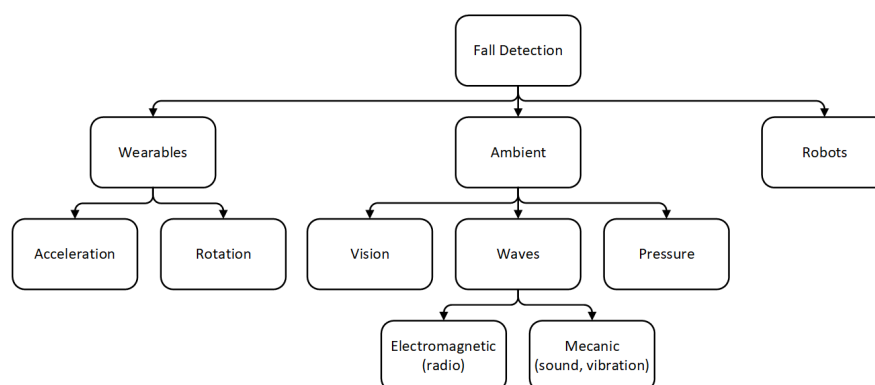 Fall Detection
Wearables
Ambient
Robots
Acceleration
Rotation
Vision
Waves
Pressure
Electromagnetic
(radio)
Mecanic
(sound, vibration)